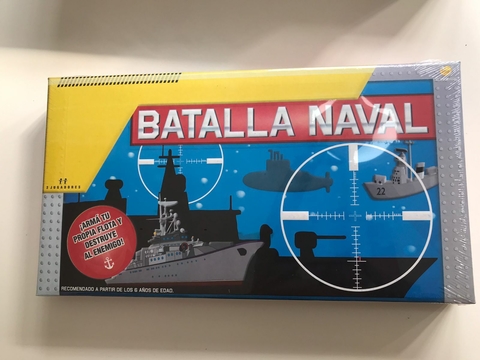 BATALLA NAVAL
2 JUGADORES
22
¡ARMÁ TU
PROPIA FLOTA Y
DESTRUYE
AL ENEMIGO!
RECOMENDADO A PARTIR DE LOS 6 AÑOS DE EDAD.